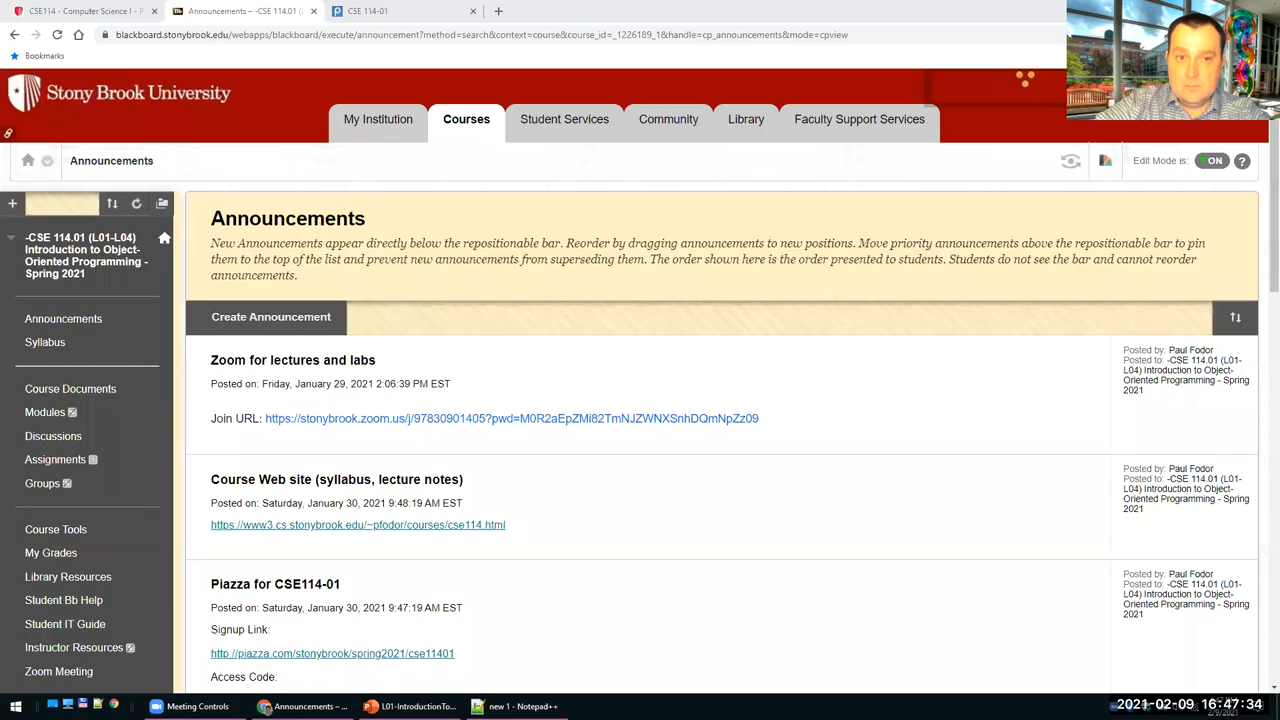 CSE114 - Computer Science I - P
Announcements – -CSE 114.01 (
CSE 114-01
blackboard.stonybrook.edu/webapps/blackboard/execute/announcement?method=search&context=course&course_id=_1226189_1&handle=cp_announcements&mode=cpview
Bookmarks
Stony Brook University
My Institution
Courses
Student Services
Community
Library
Faculty Support Services
Announcements
Edit Mode is:
ON
?
-CSE 114.01 (L01-L04)
Introduction to Object-
Oriented Programming -
Spring 2021
Announcements
Syllabus
Course Documents
Modules
Discussions
Assignments
Groups
Course Tools
My Grades
Library Resources
Student Bb Help
Student IT Guide
Instructor Resources
Zoom Meeting
Announcements
New Announcements appear directly below the repositionable bar. Reorder by dragging announcements to new positions. Move priority announcements above the repositionable bar to pin
them to the top of the list and prevent new announcements from superseding them. The order shown here is the order presented to students. Students do not see the bar and cannot reorder
announcements.
Create Announcement
Zoom for lectures and labs
Posted on: Friday, January 29, 2021 2:06:39 PM EST
Join URL: https://stonybrook.zoom.us/j/97830901405?pwd=M0R2aEpZMi82TmNJZWNXSnhDQmNpZz09
Posted by: Paul Fodor
Posted to: -CSE 114.01 (L01-
L04) Introduction to Object-
Oriented Programming - Spring
2021
Course Web site (syllabus, lecture notes)
Posted on: Saturday, January 30, 2021 9:48:19 AM EST
https://www3.cs.stonybrook.edu/~pfodor/courses/cse114.html
Posted by: Paul Fodor
Posted to: -CSE 114.01 (L01-
L04) Introduction to Object-
Oriented Programming - Spring
2021
Piazza for CSE114-01
Posted on: Saturday, January 30, 2021 9:47:19 AM EST
Signup Link:
http://piazza.com/stonybrook/spring2021/cse11401
Access Code:
Posted by: Paul Fodor
Posted to: -CSE 114.01 (L01-
L04) Introduction to Object-
Oriented Programming - Spring
2021
Meeting Controls
Announcements – ...
L01-IntroductionTo...
new 1 - Notepad++
2021-02-09 16:47:34